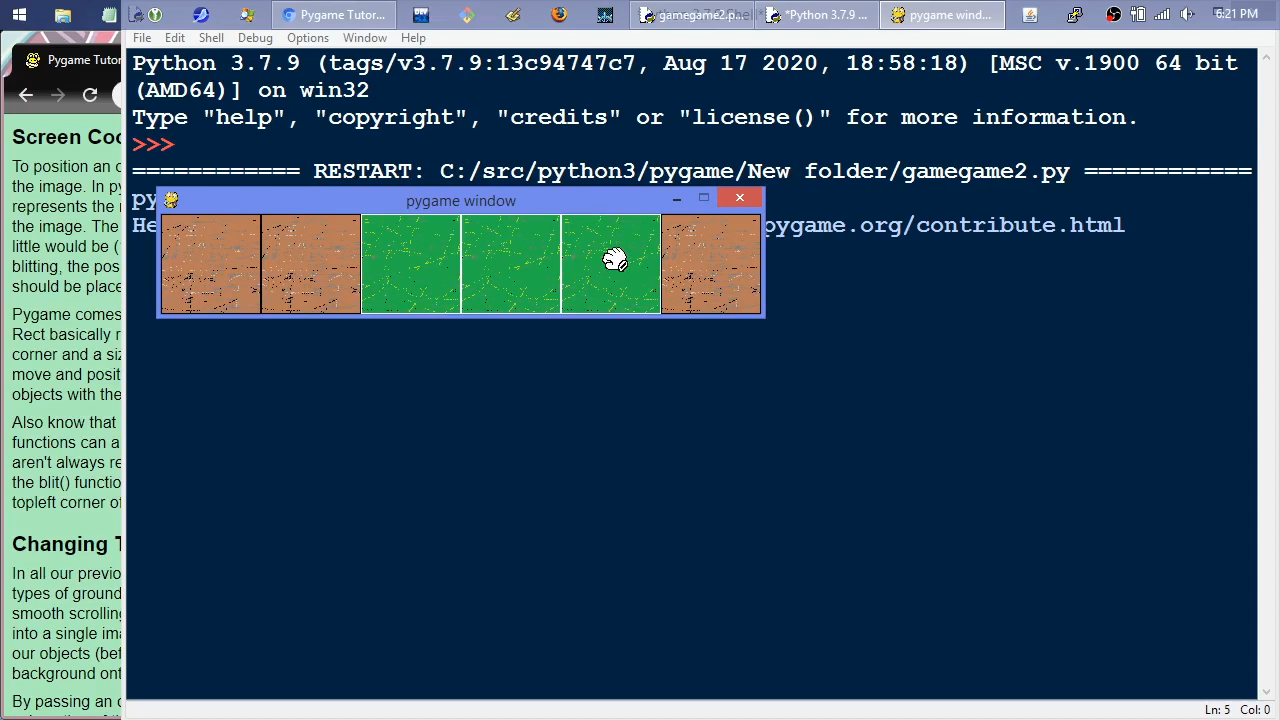 Pygame Tutor...
gamegame2.p...
*Python 3.7.9 ...
pygame wind...
6:21 PM
File Edit Shell Debug Options Window Help
Python 3.7.9 (tags/v3.7.9:13c94747c7, Aug 17 2020, 18:58:18) [MSC v.1900 64 bit
(AMD64)] on win32
Type "help", "copyright", "credits" or "license()" for more information.
>>>
============ RESTART: C:/src/python3/pygame/New folder/gamegame2.py ============
py
He
pygame.org/contribute.html
pygame window
Pygame Tutor
Screen Coo
To position an o
the image. In py
represents the
the image. The
little would be (
blitting, the pos
should be place
Pygame comes
Rect basically
corner and a siz
move and posit
objects with the
Also know that
functions can a
aren't always re
the blit() functio
topleft corner of
Changing T
In all our previo
types of ground
smooth scrolling
into a single ima
our objects (bef
background ont
By passing an o
Ln: 5 Col: 0